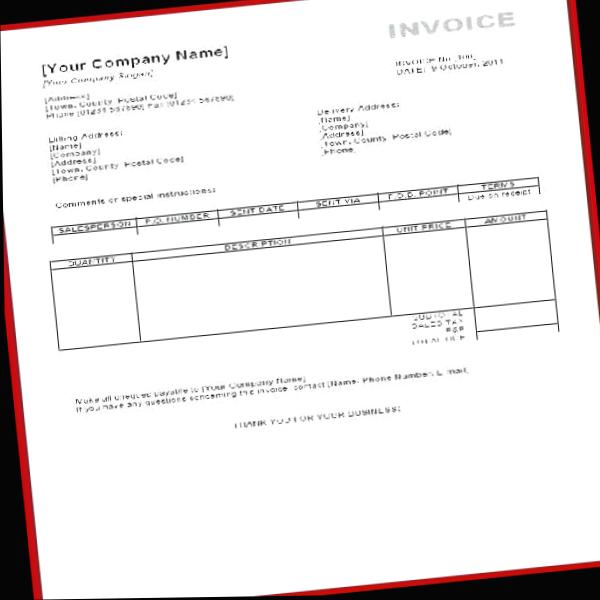 INVOICE
[Your Company Name]
[Your Company Slogan]
INVOICE No [100]
DATE: 9 October, 2011
[Address]
[Town, County Postal Code]
Phone [01234 567890] Fax [01234 567890]
Billing Address:
[Name]
[Company]
[Address]
[Town, County Postal Code]
[Phone]
Delivery Address:
[Name]
[Company]
[Address]
[Town, County Postal Code]
[Phone]
Comments or special instructions:
SALESPERSON P.O. NUMBER SENT DATE SENT VIA F.O.B. POINT TERMS
Due on receipt
QUANTITY DESCRIPTION UNIT PRICE AMOUNT
SUBTOTAL
SALES TAX
P&P
TOTAL DUE
Make all cheques payable to [Your Company Name]
If you have any questions concerning this invoice, contact [Name, Phone Number, E-mail]
THANK YOU FOR YOUR BUSINESS!